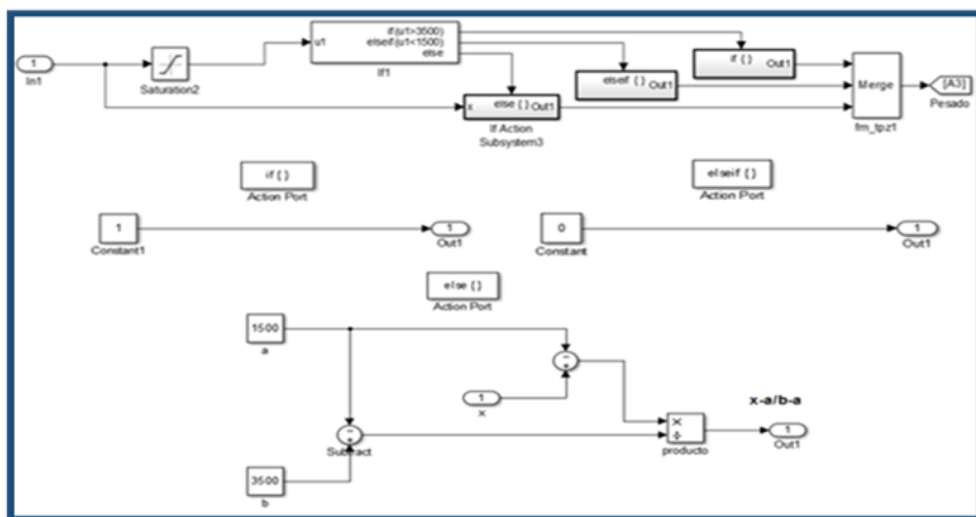 1
In1
Saturation2
u1
if(u1>3500)
elseif(u1<1500)
else
If1
if { }
Out1
elseif { }
Out1
x
else { }
Out1
If Action
Subsystem3
Merge
fm_tpz1
[A3]
Pesado
if { }
Action Port
elseif { }
Action Port
1
Constant1
1
Out1
0
Constant
1
Out1
else { }
Action Port
1500
a
1
x
x-a/b-a
Subtract
producto
1
Out1
3500
b